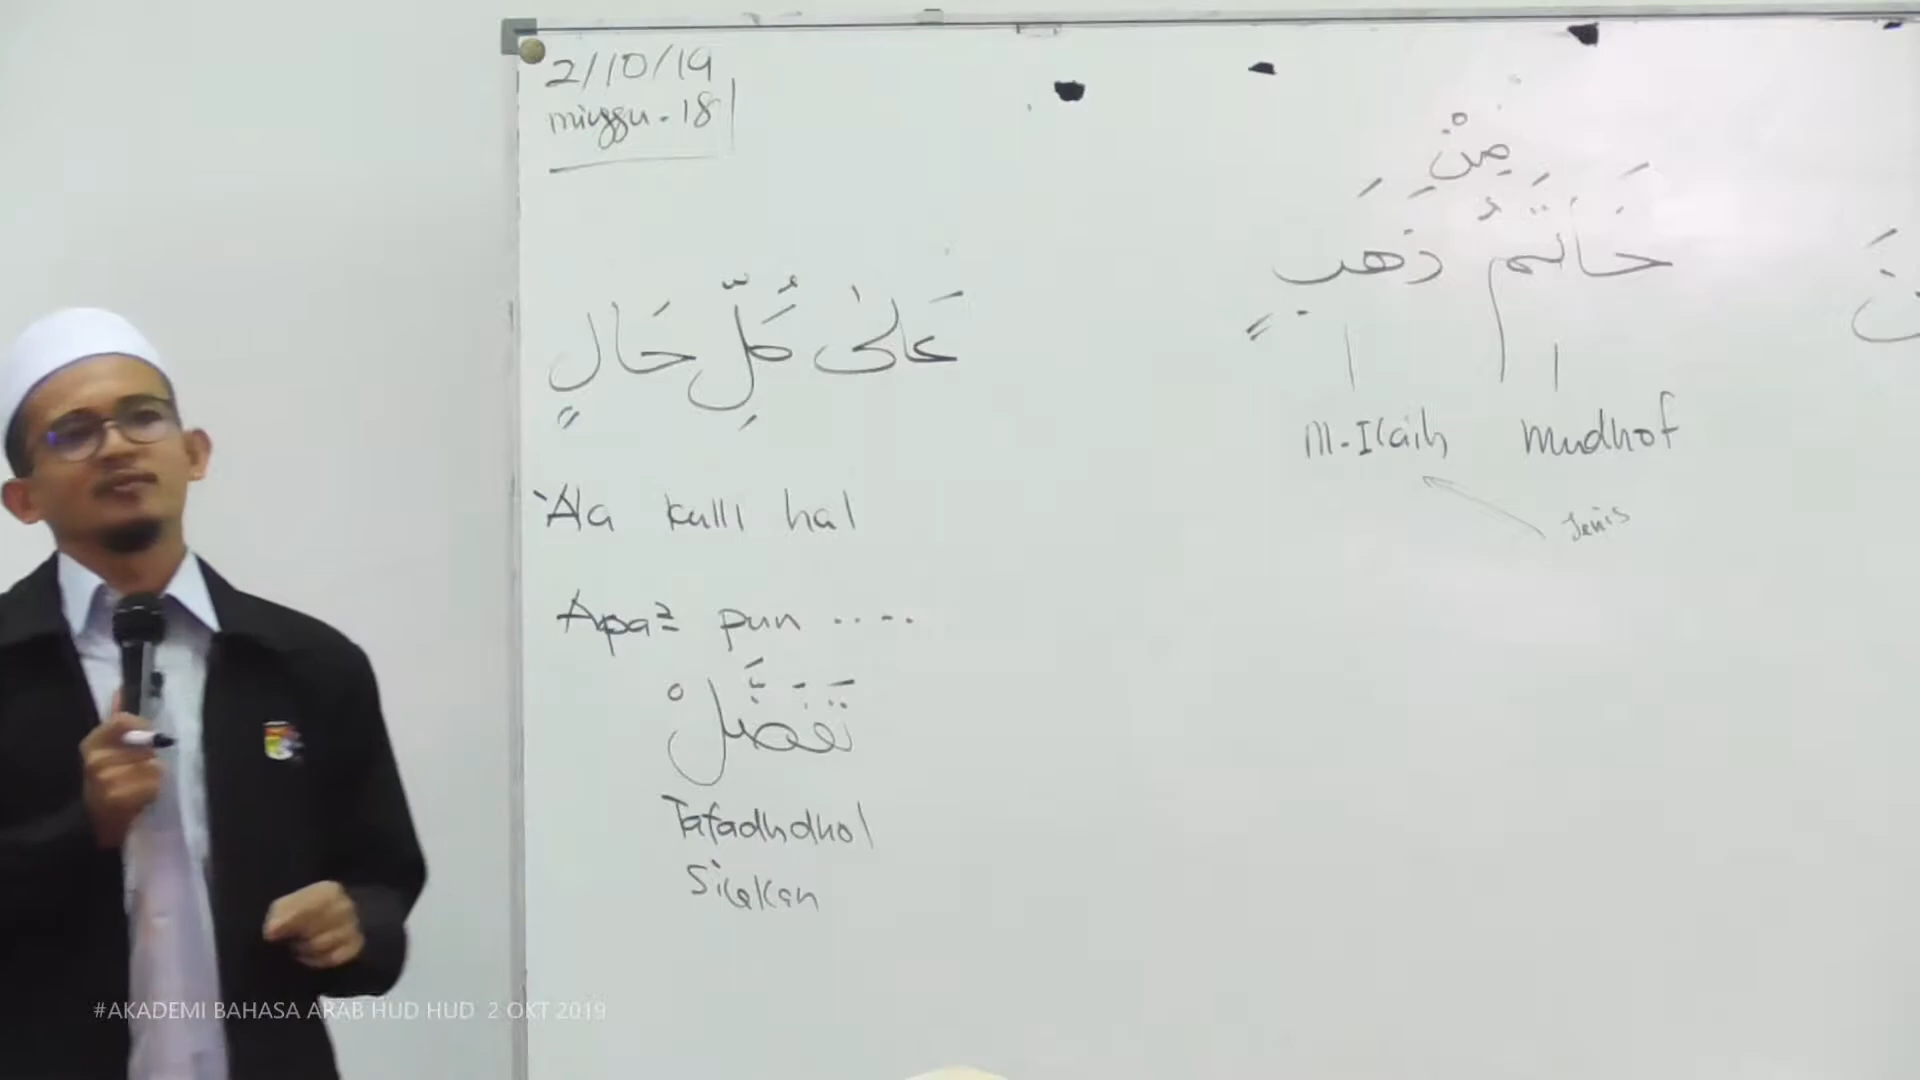 2/10/19
minggu - 18
عَلىٰ كُلِّ حَالٍ
'Ala kulli hal
Apa2 pun ....
تَفَضَّلْ
Tafadhdhol
Silakan
مِنْ
خَاتَمُ ذَهَبٍ
M-Ilaih Mudhof
Jenis
#AKADEMI BAHASA ARAB HUD HUD 2 OKT 2019